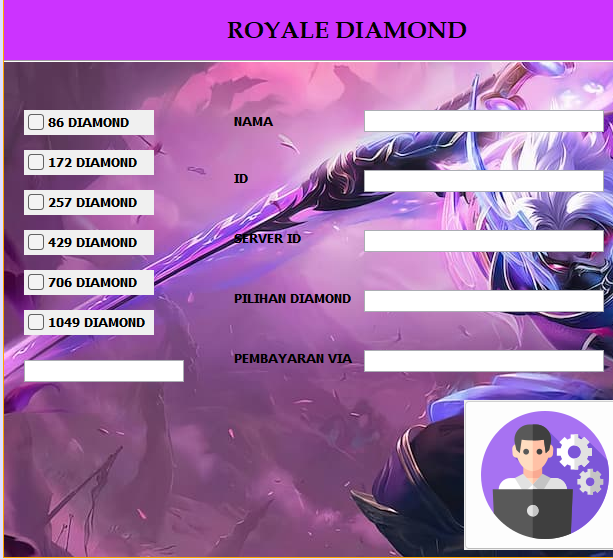 ROYALE DIAMOND
86 DIAMOND
172 DIAMOND
257 DIAMOND
429 DIAMOND
706 DIAMOND
1049 DIAMOND
NAMA
ID
SERVER ID
PILIHAN DIAMOND
PEMBAYARAN VIA